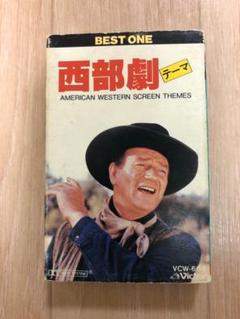 BEST ONE
西部劇
テーマ
AMERICAN WESTERN SCREEN THEMES
Victor